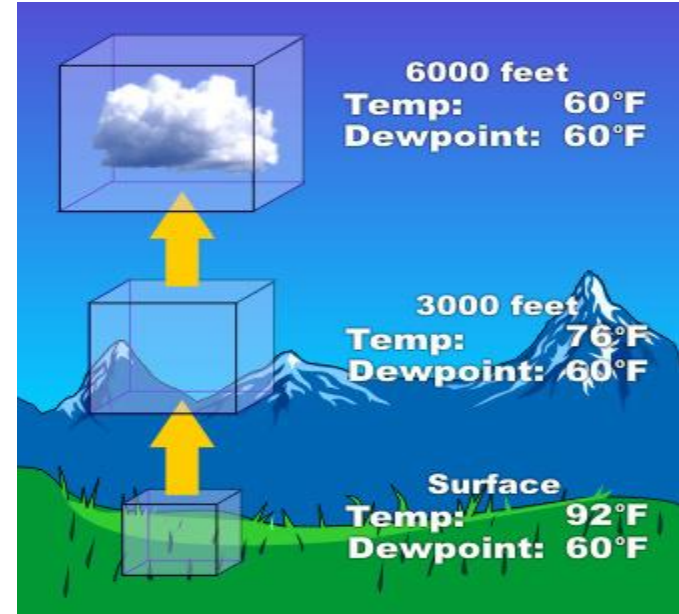 6000 feet
Temp: 60°F
Dewpoint: 60°F
3000 feet
Temp: 76°F
Dewpoint: 60°F
Surface
Temp: 92°F
Dewpoint: 60°F